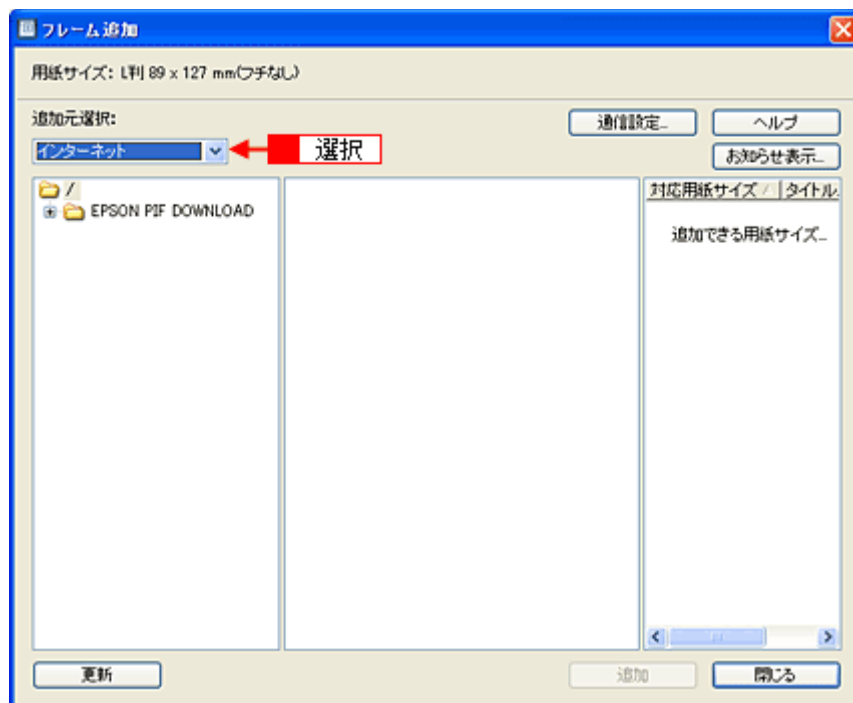 フレーム追加
用紙サイズ: L判 89 x 127 mm(フチなし)
追加元選択:
インターネット
選択
通信設定...
ヘルプ
お知らせ表示...
/
EPSON PIF DOWNLOAD
対応用紙サイズ / タイトル
追加できる用紙サイズ...
更新
追加
閉じる